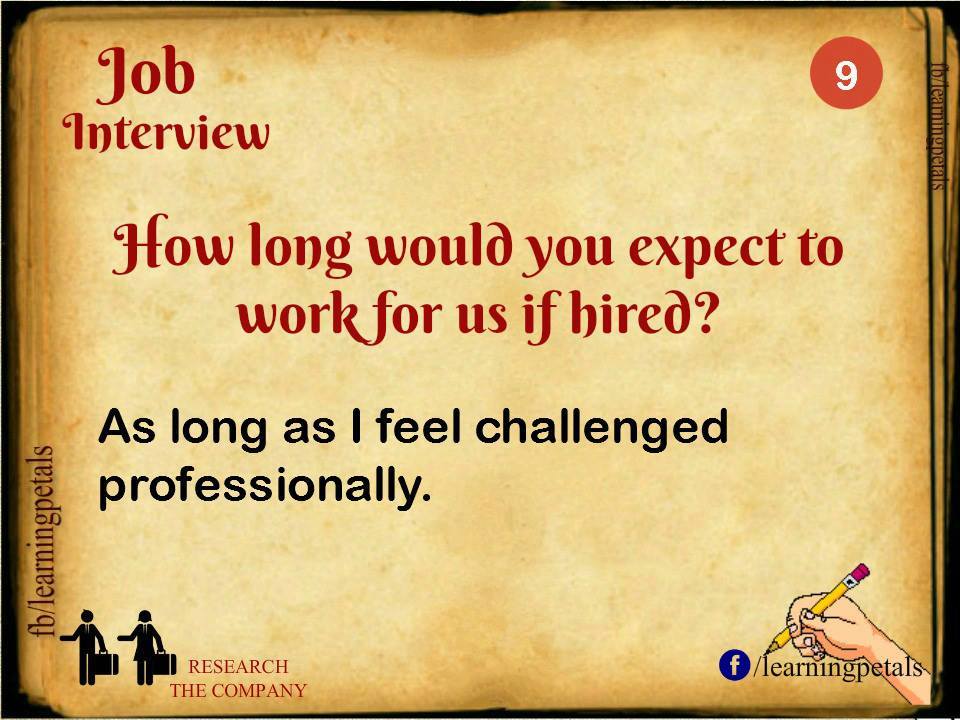 Job
Interview
9
fb/learningpetals
How long would you expect to
work for us if hired?
As long as I feel challenged
professionally.
fb/learningpetals
RESEARCH
THE COMPANY
f/learningpetals